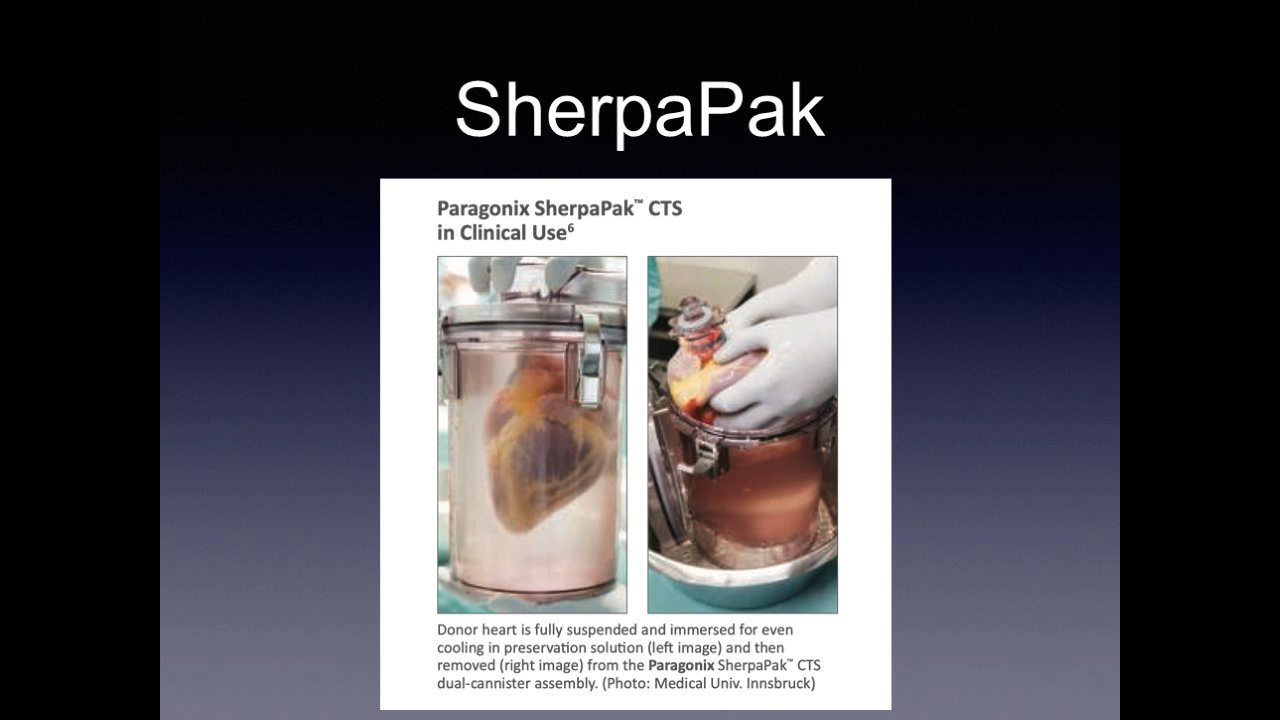 SherpaPak
Paragonix SherpaPak™ CTS
in Clinical Use⁶
Donor heart is fully suspended and immersed for even
cooling in preservation solution (left image) and then
removed (right image) from the Paragonix SherpaPak™ CTS
dual-cannister assembly. (Photo: Medical Univ. Innsbruck)